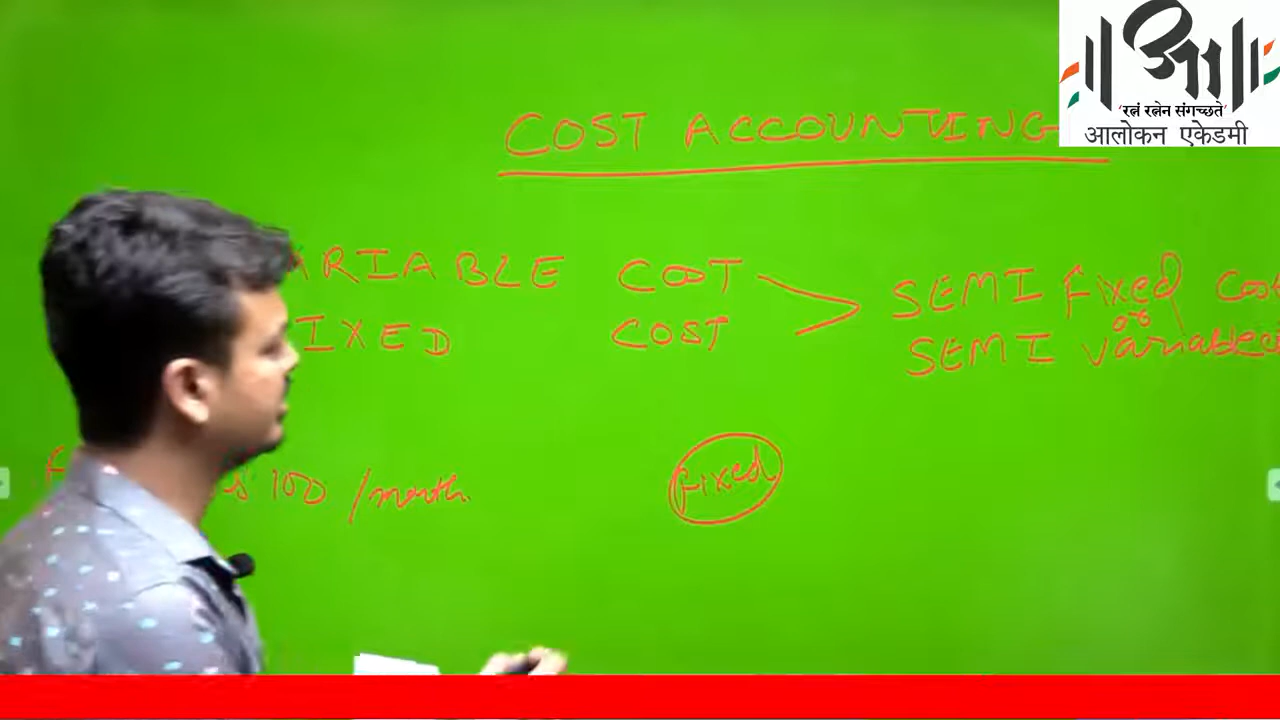 'रत्नं रत्नेन संगच्छते'
आलोकन एकेडमी
COST ACCOUNTING
ARIABLE COST
SEMI Fixed Cost
IXED COST
or
SEMI variable
100 /month
Fixed